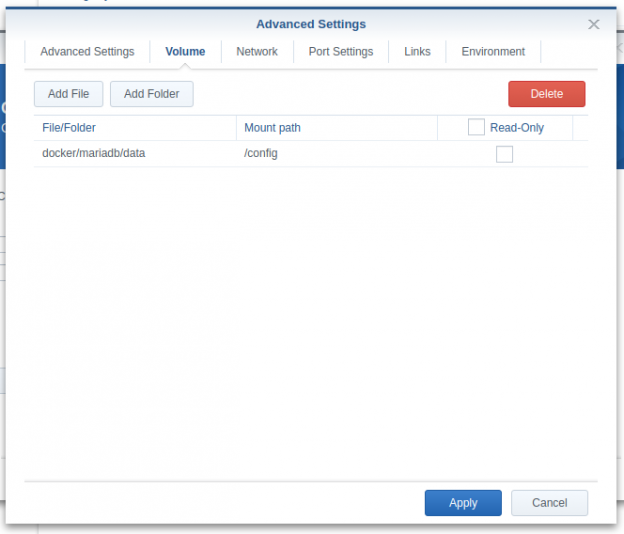 Advanced Settings
Advanced Settings Volume Network Port Settings Links Environment
Add File Add Folder Delete
File/Folder Mount path Read-Only
docker/mariadb/data /config
Apply Cancel